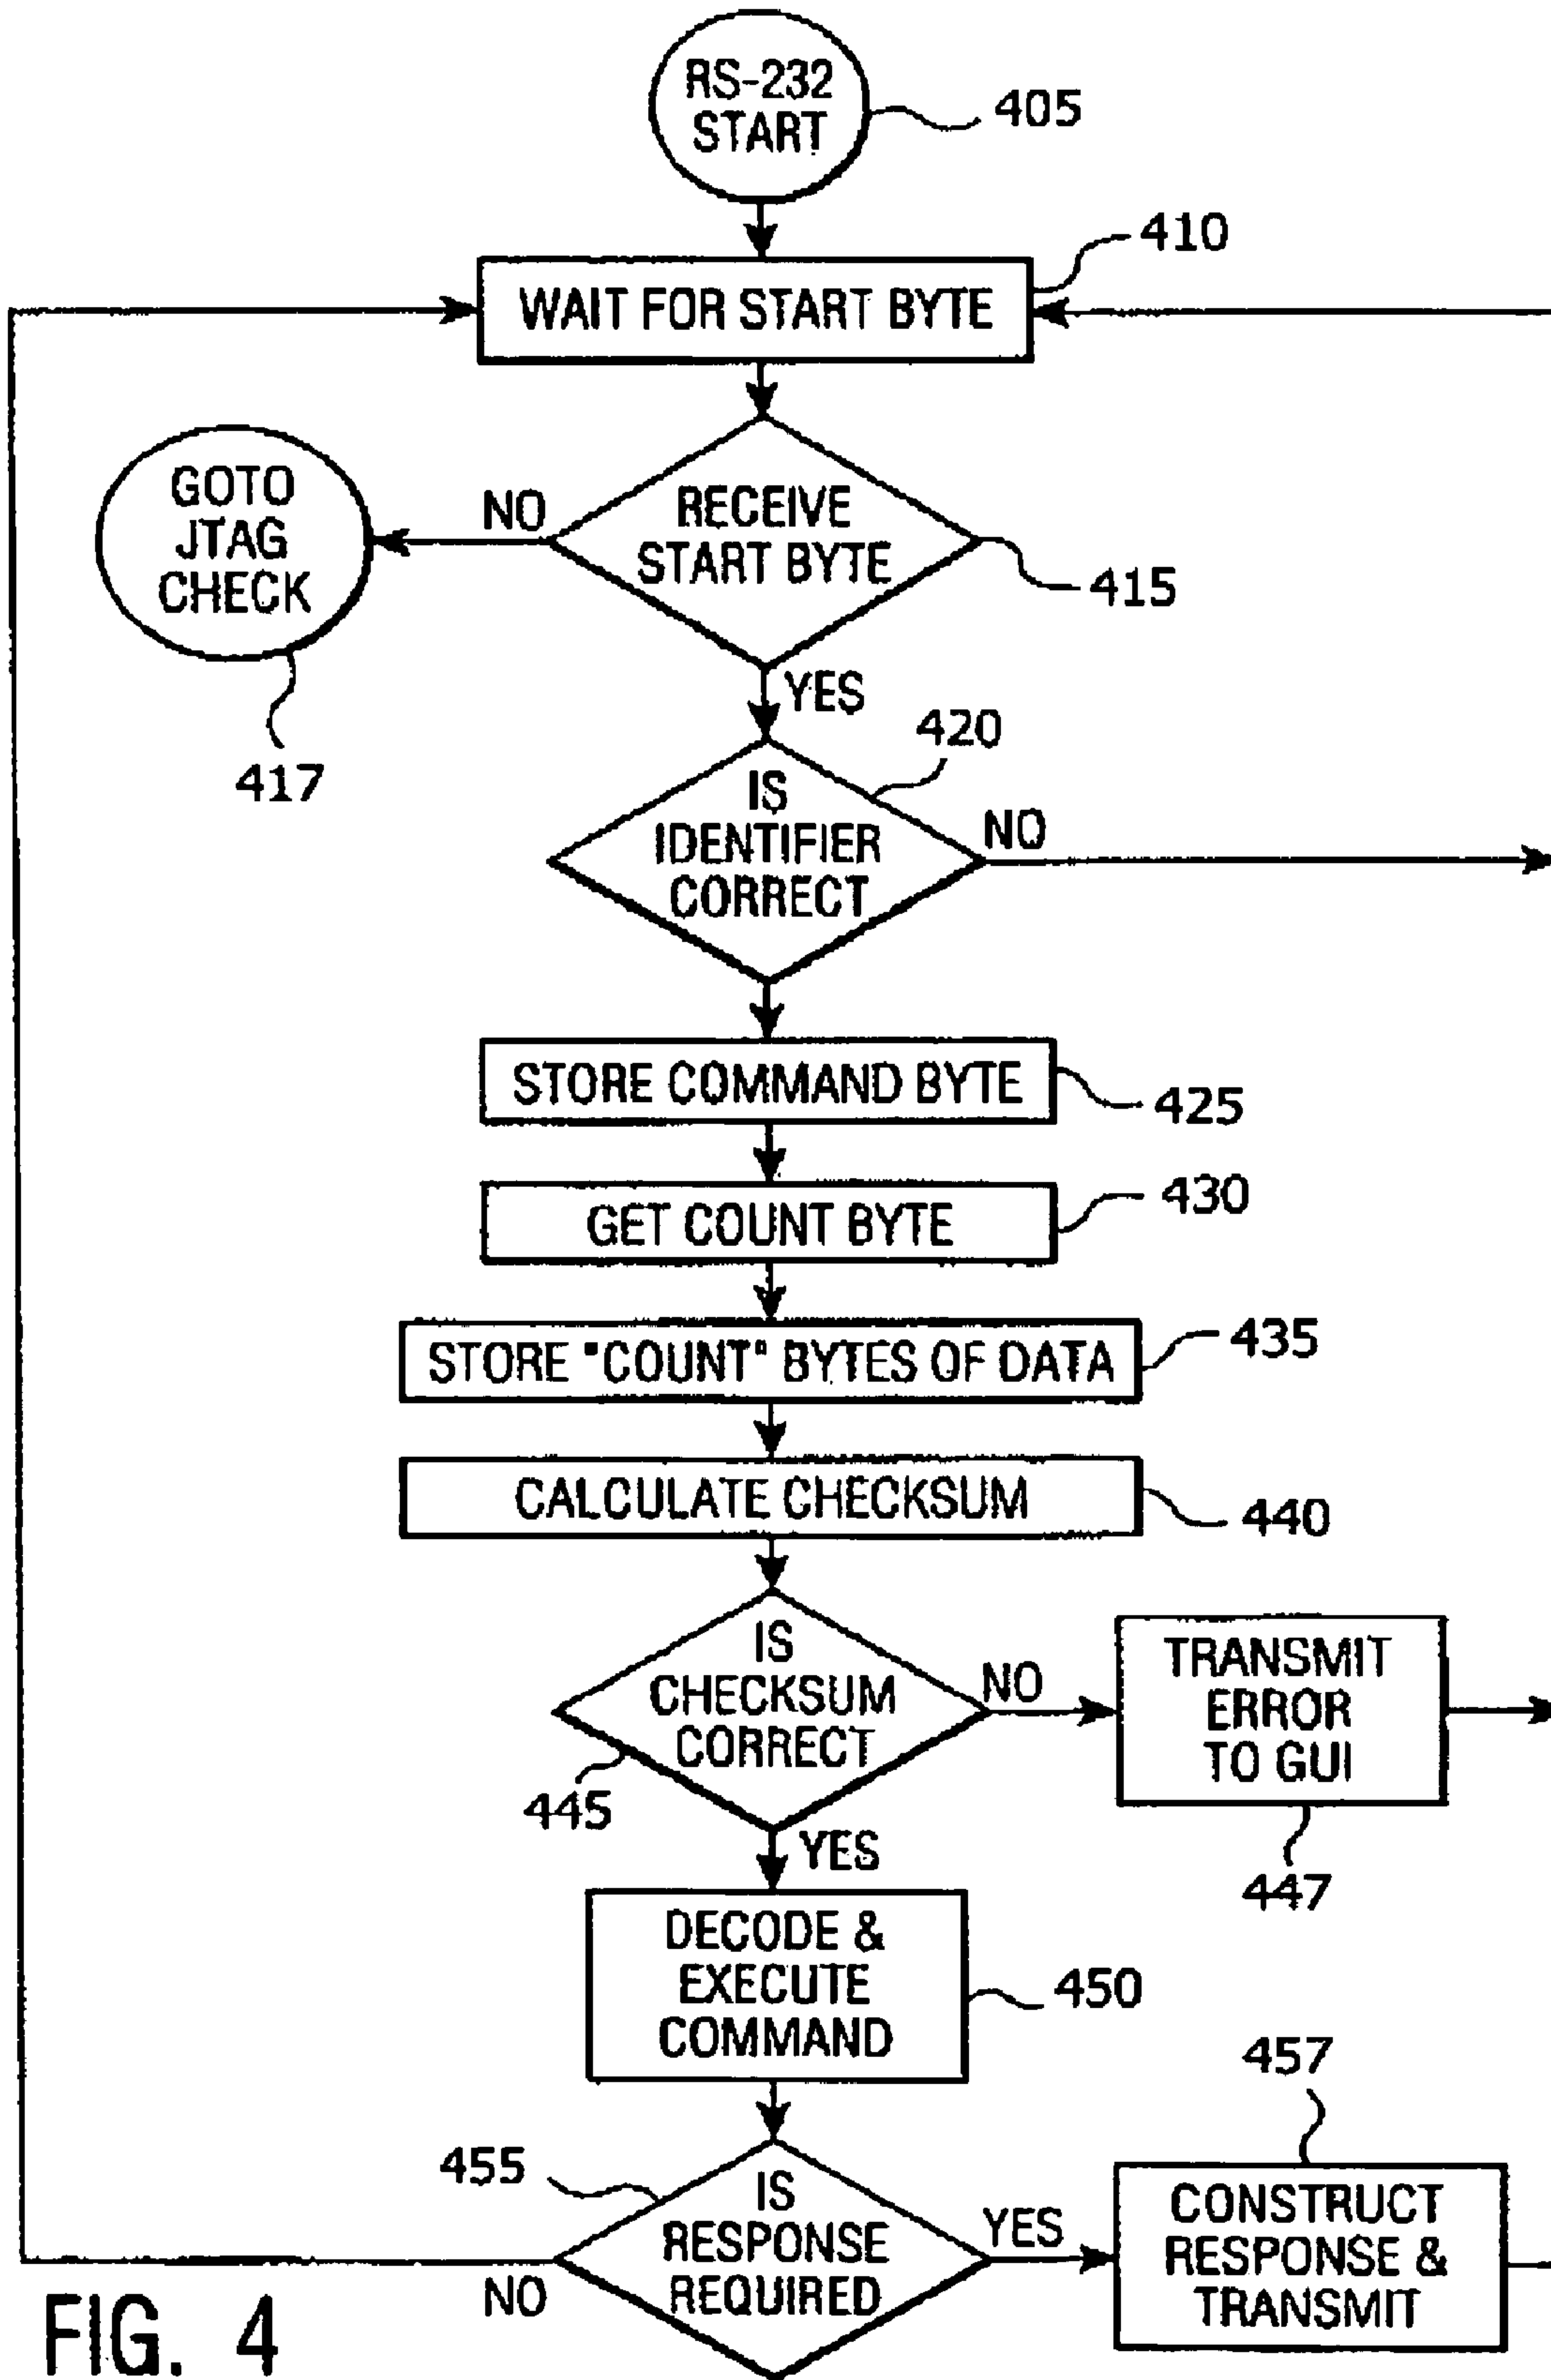 RS-232
START
405
410
WAIT FOR START BYTE
GOTO
JTAG
CHECK
NO
RECEIVE
START BYTE
415
417
YES
420
IS
IDENTIFIER
CORRECT
NO
STORE COMMAND BYTE
425
GET COUNT BYTE
430
STORE "COUNT" BYTES OF DATA
435
CALCULATE CHECKSUM
440
IS
CHECKSUM
CORRECT
445
NO
TRANSMIT
ERROR
TO GUI
447
YES
DECODE &
EXECUTE
COMMAND
450
455
IS
RESPONSE
REQUIRED
NO
YES
457
CONSTRUCT
RESPONSE &
TRANSMIT
FIG. 4